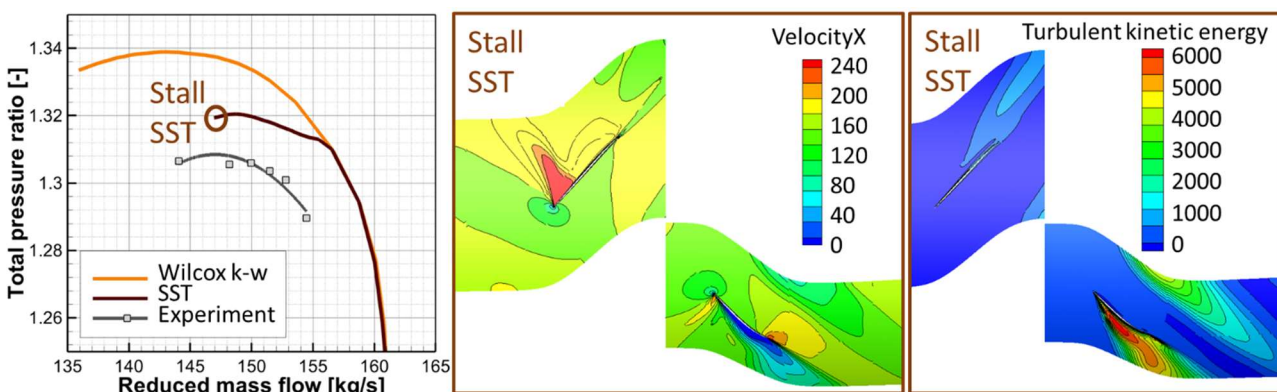 Total pressure ratio [-]
1.34
1.32
1.3
1.28
1.26
Stall
SST
Wilcox k-w
SST
Experiment
135
140
145
150
155
160
165
Reduced mass flow [kg/s]
Stall
SST
VelocityX
240
200
160
120
80
40
0
Stall
SST
Turbulent kinetic energy
6000
5000
4000
3000
2000
1000
0